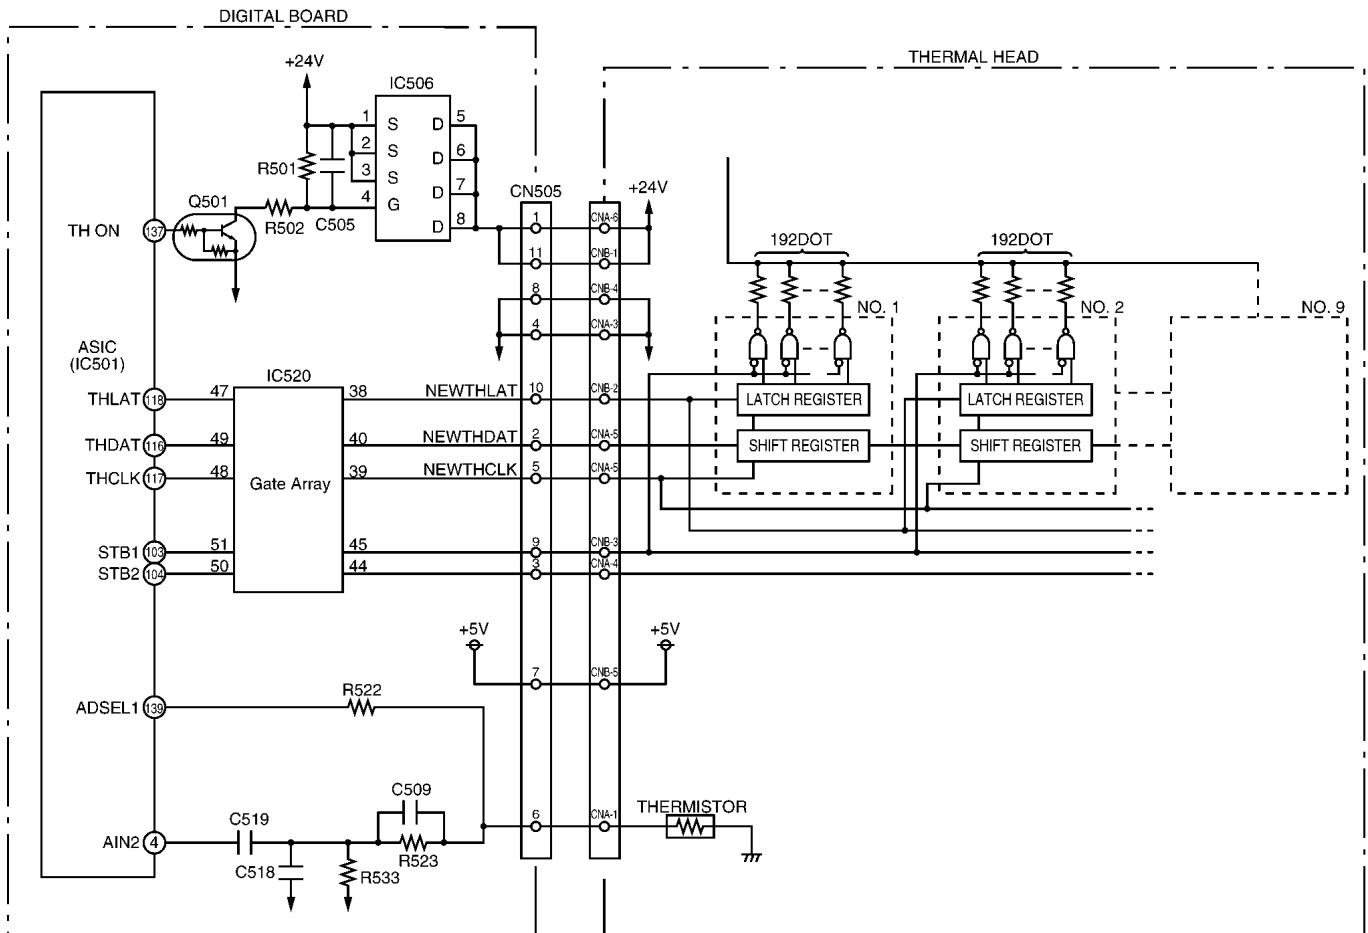 DIGITAL BOARD
THERMAL HEAD
+24V
IC506
1 S D 5
2 S D 6
3 S D 7
4 G D 8
R501
C505
R502
Q501
TH ON 137
CN505
+24V
1 CNA-6
11 CNB-1
8 CNB-4
4 CNA-3
192DOT
192DOT
NO. 1
NO. 2
NO. 9
ASIC
(IC501)
IC520
Gate Array
THLAT 118 47 38 NEWTHLAT 10 CNB-2
LATCH REGISTER
LATCH REGISTER
THDAT 116 49 40 NEWTHDAT 2 CNA-5
SHIFT REGISTER
SHIFT REGISTER
THCLK 117 48 39 NEWTHCLK 5 CNA-5
STB1 103 51 45 9 CNB-3
STB2 104 50 44 3 CNA-4
+5V
+5V
7 CNB-5
R522
ADSEL1 139
C509
THERMISTOR
6 CNA-1
C519
AIN2 4
R523
C518
R533